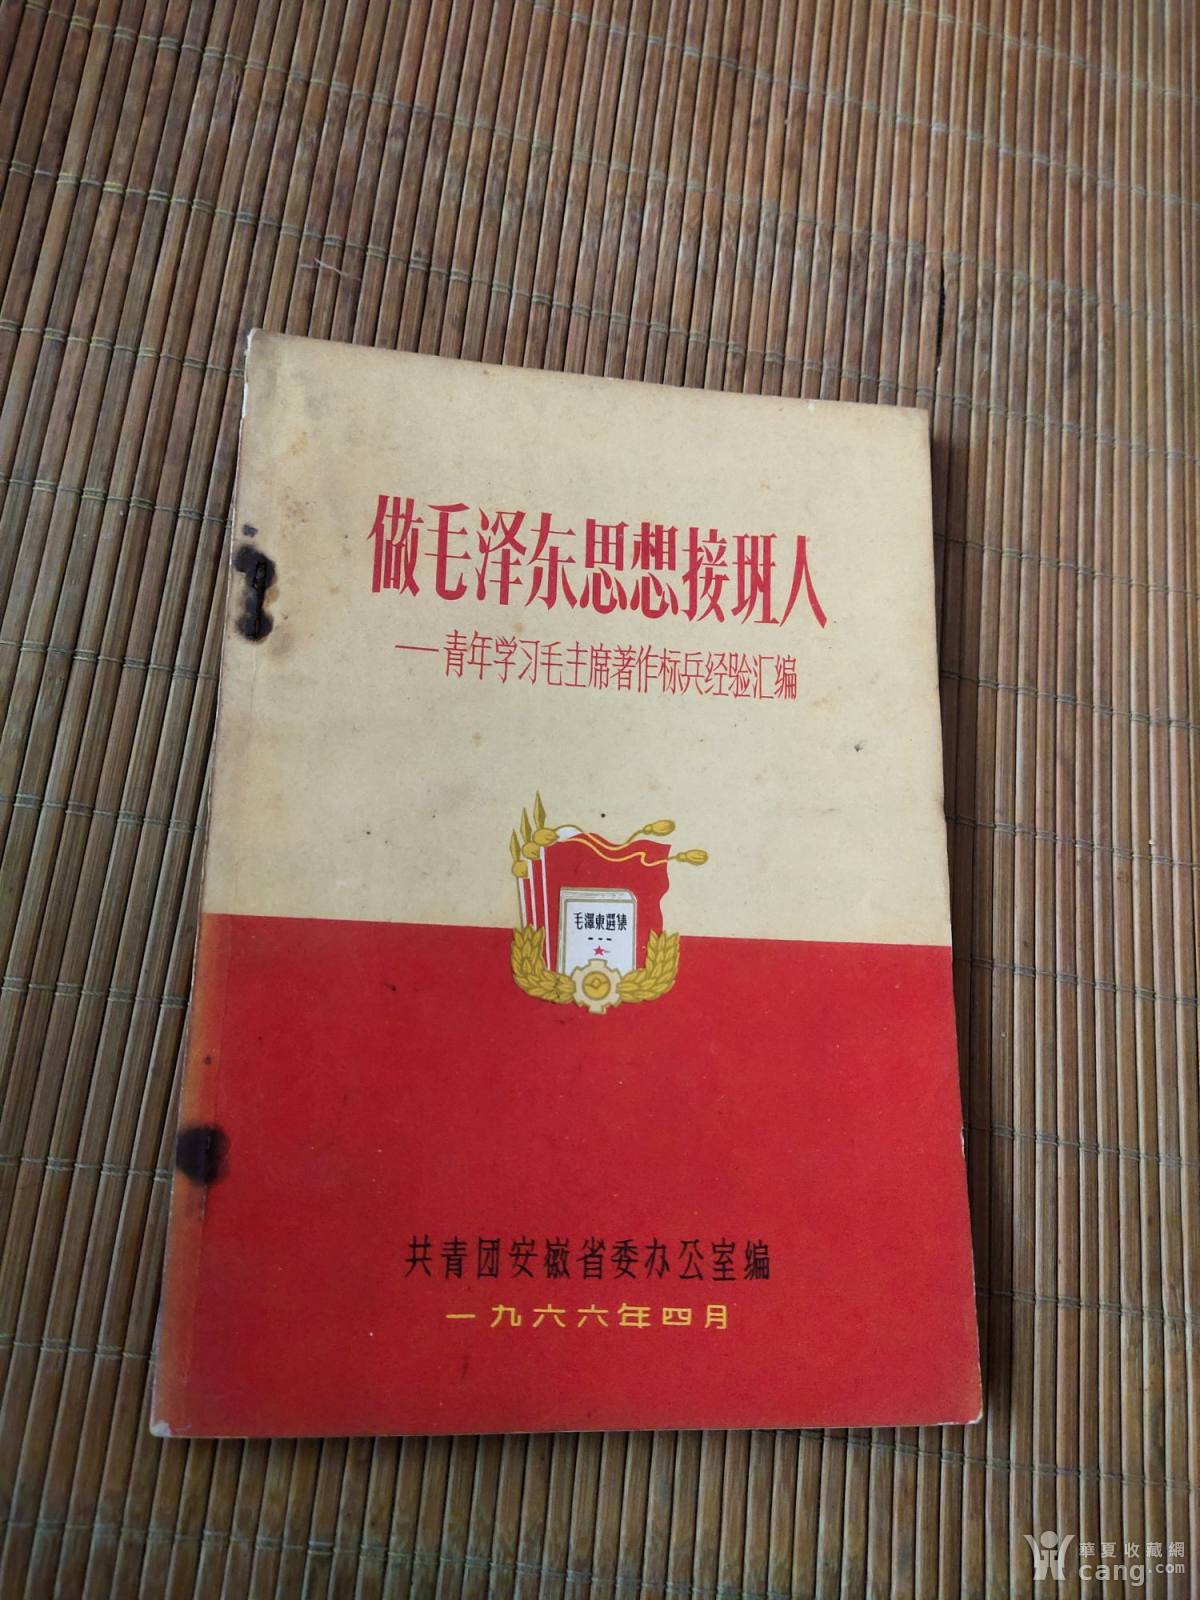 做毛泽东思想接班人
—青年学习毛主席著作标兵经验汇编
毛澤東選集
共青团安徽省委办公室编
一九六六年四月
華夏收藏網
cang.com